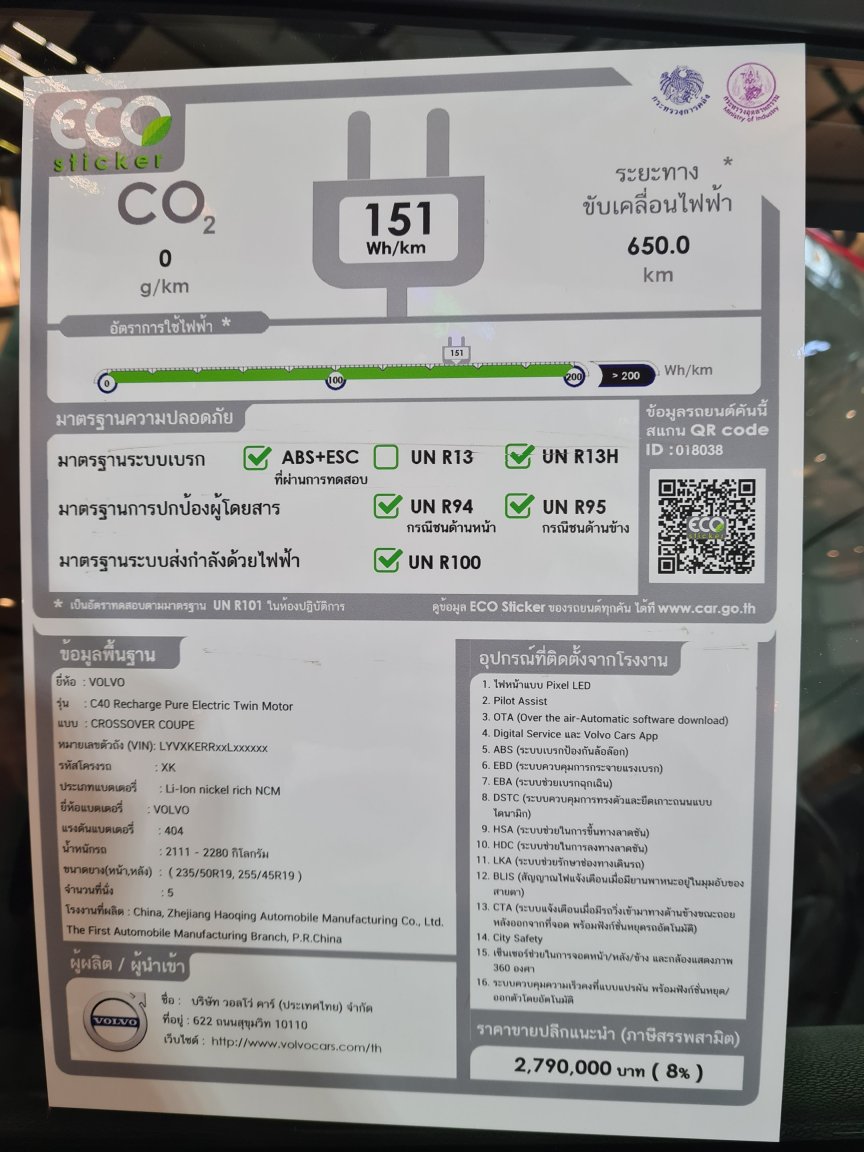 ECO
sticker
กระทรวงการคลัง
กระทรวงอุตสาหกรรม
Ministry of Industry
CO2
0
g/km
151
Wh/km
ระยะทาง *
ขับเคลื่อนไฟฟ้า
650.0
km
อัตราการใช้ไฟฟ้า *
151
0
100
200
> 200
Wh/km
มาตรฐานความปลอดภัย
มาตรฐานระบบเบรก ABS+ESC UN R13 UN R13H
ที่ผ่านการทดสอบ
มาตรฐานการปกป้องผู้โดยสาร UN R94 UN R95
กรณีชนด้านหน้า กรณีชนด้านข้าง
มาตรฐานระบบส่งกำลังด้วยไฟฟ้า UN R100
ข้อมูลรถยนต์คันนี้
สแกน QR code
ID : 018038
ECO
sticker
* เป็นอัตราทดสอบตามมาตรฐาน UN R101 ในห้องปฏิบัติการ
ดูข้อมูล ECO Sticker ของรถยนต์ทุกคัน ได้ที่ www.car.go.th
ข้อมูลพื้นฐาน
ยี่ห้อ : VOLVO
รุ่น : C40 Recharge Pure Electric Twin Motor
แบบ : CROSSOVER COUPE
หมายเลขตัวถัง (VIN): LYVXKERRxxLxxxxxx
รหัสโครงรถ : XK
ประเภทแบตเตอรี่ : Li-Ion nickel rich NCM
ยี่ห้อแบตเตอรี่ : VOLVO
แรงดันแบตเตอรี่ : 404
น้ำหนักรถ : 2111 - 2280 กิโลกรัม
ขนาดยาง(หน้า,หลัง) : ( 235/50R19, 255/45R19 )
จำนวนที่นั่ง : 5
โรงงานที่ผลิต : China, Zhejiang Haoqing Automobile Manufacturing Co., Ltd.
The First Automobile Manufacturing Branch, P.R.China
ผู้ผลิต / ผู้นำเข้า
VOLVO
ชื่อ : บริษัท วอลโว่ คาร์ (ประเทศไทย) จำกัด
ที่อยู่ : 622 ถนนสุขุมวิท 10110
เว็บไซต์ : http://www.volvocars.com/th
อุปกรณ์ที่ติดตั้งจากโรงงาน
1. ไฟหน้าแบบ Pixel LED
2. Pilot Assist
3. OTA (Over the air-Automatic software download)
4. Digital Service และ Volvo Cars App
5. ABS (ระบบเบรกป้องกันล้อล็อก)
6. EBD (ระบบควบคุมการกระจายแรงเบรก)
7. EBA (ระบบช่วยเบรกฉุกเฉิน)
8. DSTC (ระบบควบคุมการทรงตัวและยึดเกาะถนนแบบ
ไดนามิก)
9. HSA (ระบบช่วยในการขึ้นทางลาดชัน)
10. HDC (ระบบช่วยในการลงทางลาดชัน)
11. LKA (ระบบช่วยรักษาช่องทางเดินรถ)
12. BLIS (สัญญาณไฟแจ้งเตือนเมื่อมียานพาหนะอยู่ในมุมอับของ
สายตา)
13. CTA (ระบบแจ้งเตือนเมื่อมีรถวิ่งเข้ามาทางด้านข้างขณะถอย
หลังออกจากที่จอด พร้อมฟังก์ชั่นหยุดรถอัตโนมัติ)
14. City Safety
15. เซ็นเซอร์ช่วยในการจอดหน้า/หลัง/ข้าง และกล้องแสดงภาพ
360 องศา
16. ระบบควบคุมความเร็วคงที่แบบแปรผัน พร้อมฟังก์ชั่นหยุด/
ออกตัวโดยอัตโนมัติ
ราคาขายปลีกแนะนำ (ภาษีสรรพสามิต)
2,790,000 บาท ( 8% )